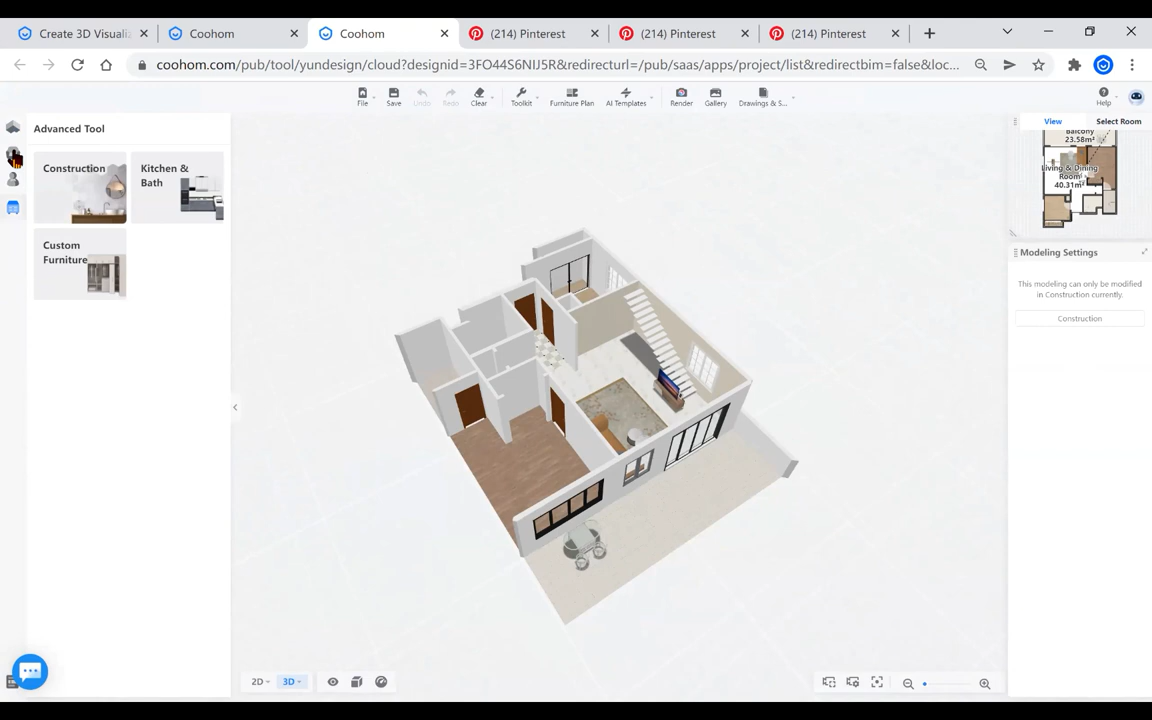 Create 3D Visuali
Coohom
Coohom
(214) Pinterest
(214) Pinterest
(214) Pinterest
coohom.com/pub/tool/yundesign/cloud?designid=3FO44S6NIJ5R&redirecturl=/pub/saas/apps/project/list&redirectbim=false&loc...
File
Save
Undo
Redo
Clear
Toolkit
Furniture Plan
AI Templates
Render
Gallery
Drawings & S...
Help
Advanced Tool
Construction
Kitchen &
Bath
Custom
Furniture
View
Select Room
Balcony
23.58m²
Living & Dining
Room
40.31m²
Modeling Settings
This modeling can only be modified
in Construction currently.
Construction
2D
3D